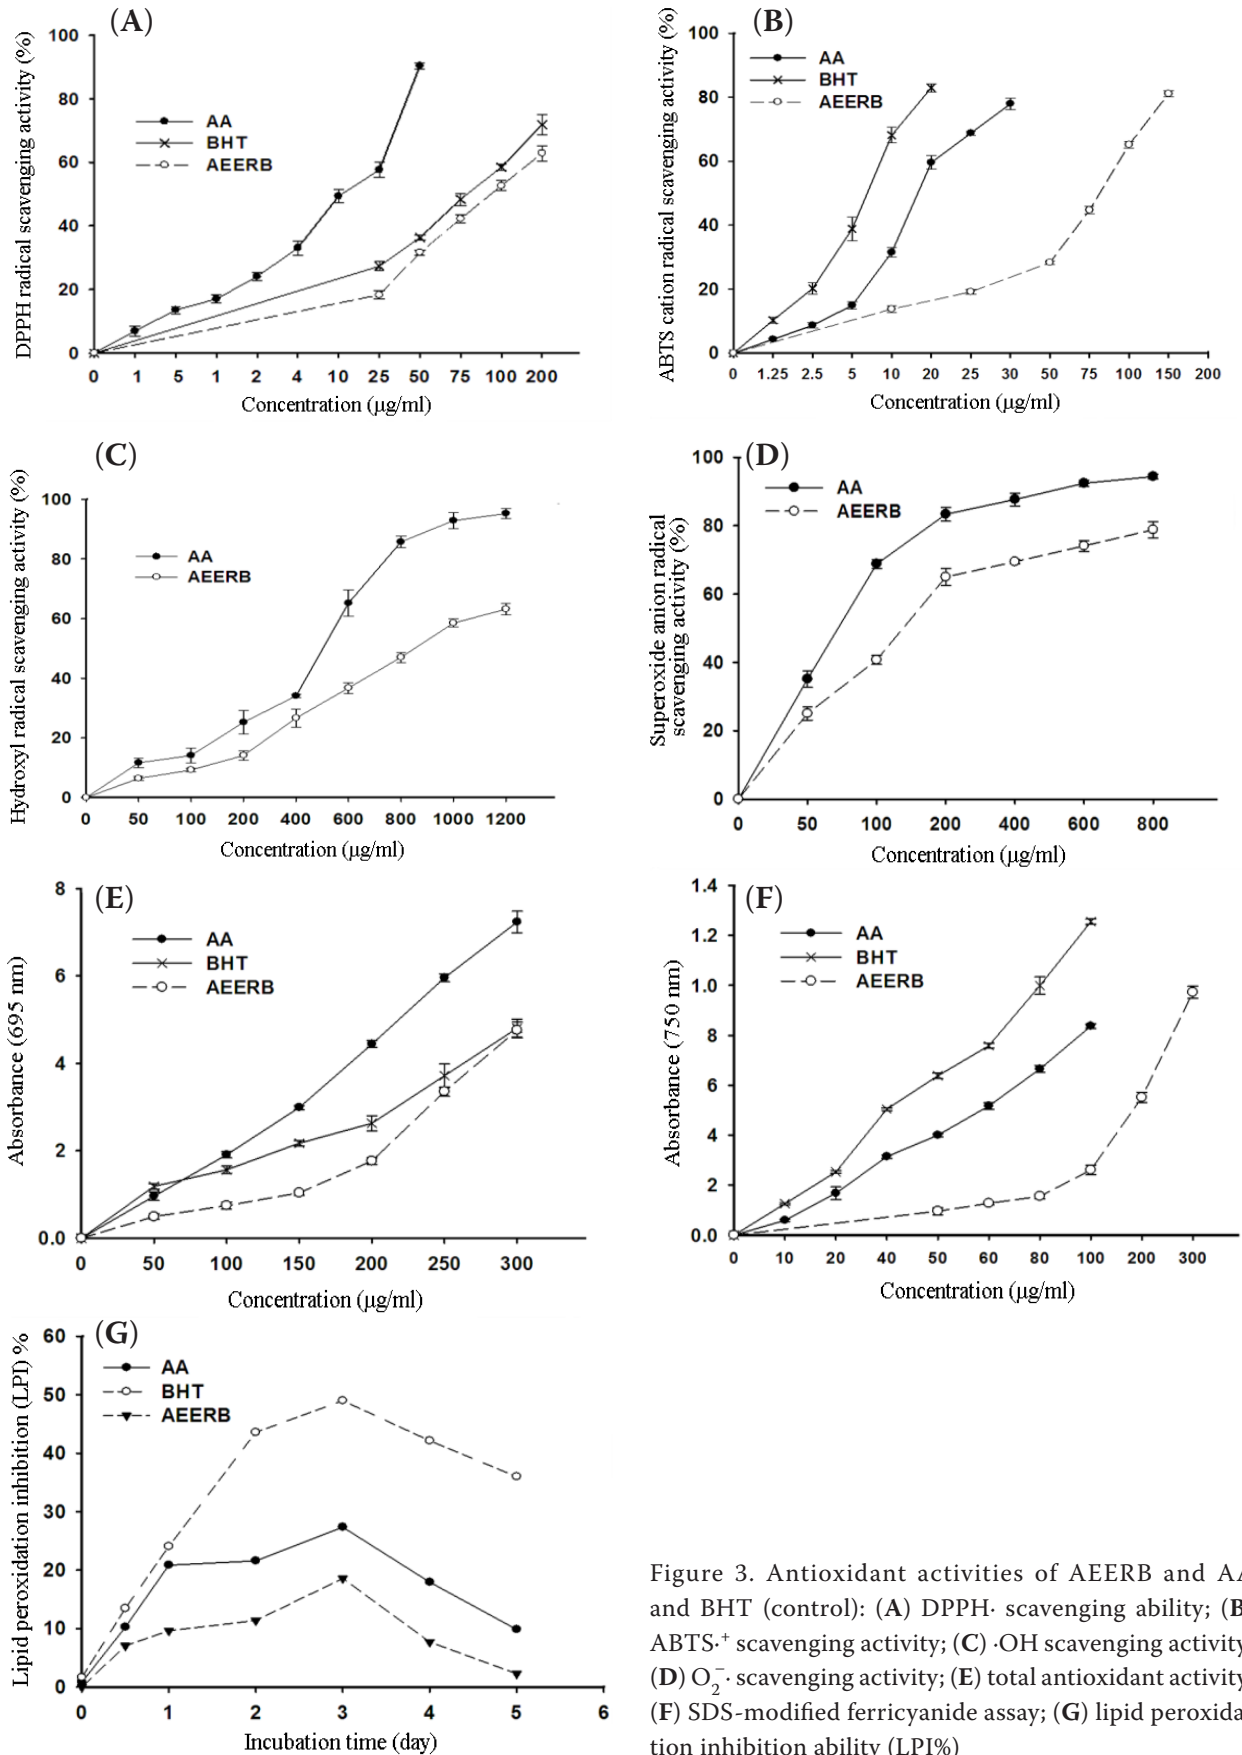 (A)
100
80
60
40
20
0
DPPH radical scavenging activity (%)
AA
BHT
AEERB
0 1 5 1 2 4 10 25 50 75 100 200
Concentration (µg/ml)
(B)
100
80
60
40
20
0
ABTS cation radical scavenging activity (%)
AA
BHT
AEERB
0 1.25 2.5 5 10 20 25 30 50 75 100 150 200
Concentration (µg/ml)
(C)
100
80
60
40
20
0
Hydroxyl radical scavenging activity (%)
AA
AEERB
0 50 100 200 400 600 800 1000 1200
Concentration (µg/ml)
(D)
100
80
60
40
20
0
Superoxide anion radical
scavenging activity (%)
AA
AEERB
0 50 100 200 400 600 800
Concentration (µg/ml)
(E)
8
6
4
2
0.0
Absorbance (695 nm)
AA
BHT
AEERB
0 50 100 150 200 250 300
Concentration (µg/ml)
(F)
1.4
1.2
1.0
8
6
4
2
0.0
Absorbance (750 nm)
AA
BHT
AEERB
0 10 20 40 50 60 80 100 200 300
Concentration (µg/ml)
(G)
60
50
40
30
20
10
0
Lipid peroxidation inhibition (LPI) %
AA
BHT
AEERB
0 1 2 3 4 5 6
Incubation time (day)
Figure 3. Antioxidant activities of AEERB and AA
and BHT (control): (A) DPPH· scavenging ability; (B
ABTS·⁺ scavenging activity; (C) ·OH scavenging activity
(D) O₂⁻· scavenging activity; (E) total antioxidant activity
(F) SDS-modified ferricyanide assay; (G) lipid peroxida
tion inhibition ability (LPI%)